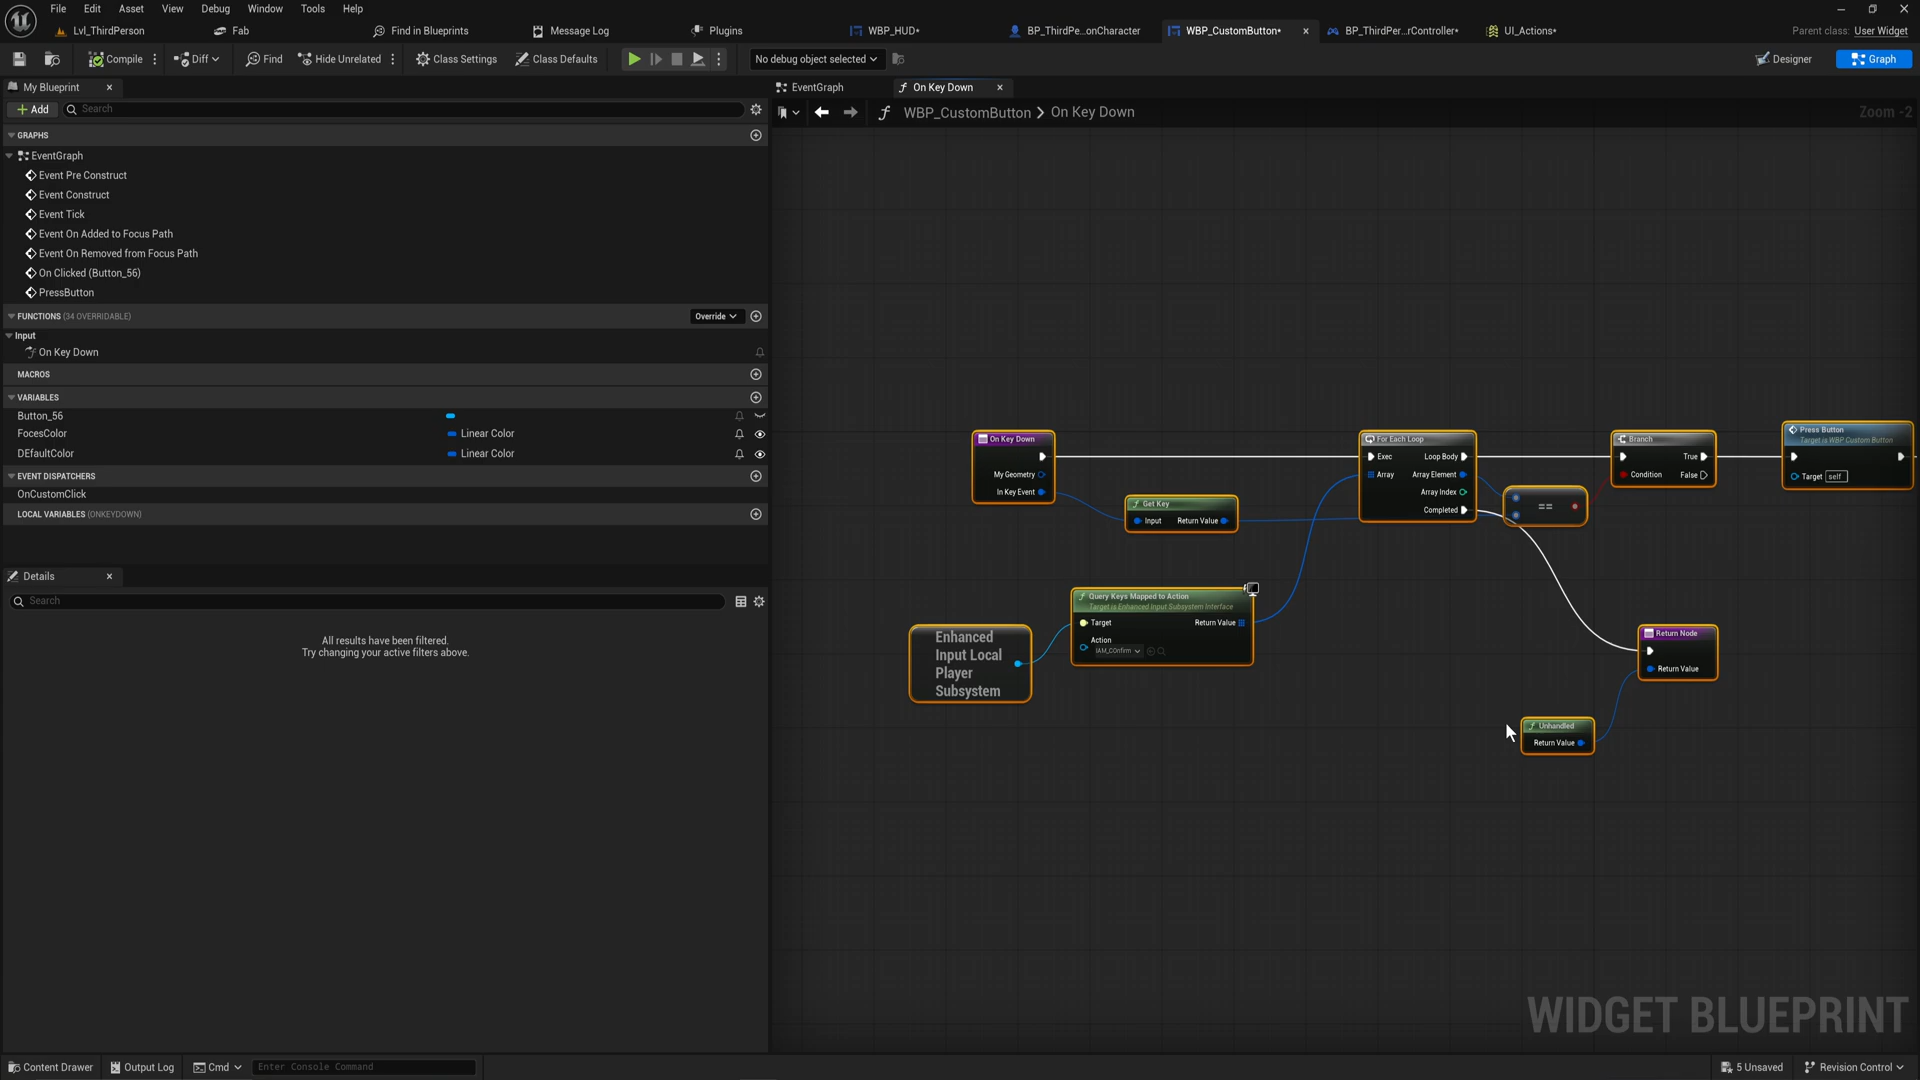 File Edit Asset View Debug Window Tools Help
Lvl_ThirdPerson Fab Find in Blueprints Message Log Plugins WBP_HUD* BP_ThirdPe...onCharacter WBP_CustomButton* BP_ThirdPer...rController* UI_Actions* Parent class: User Widget
Compile Diff Find Hide Unrelated Class Settings Class Defaults No debug object selected Designer Graph
My Blueprint EventGraph On Key Down
Add Search WBP_CustomButton > On Key Down Zoom -2
GRAPHS
EventGraph
Event Pre Construct
Event Construct
Event Tick
Event On Added to Focus Path
Event On Removed from Focus Path
On Clicked (Button_56)
PressButton
FUNCTIONS (34 OVERRIDABLE) Override
Input
On Key Down
MACROS
VARIABLES
Button_56
FocesColor Linear Color
DEfaultColor Linear Color
EVENT DISPATCHERS
OnCustomClick
LOCAL VARIABLES (ONKEYDOWN)
Details
Search
All results have been filtered.
Try changing your active filters above.
On Key Down
My Geometry
In Key Event
Get Key
Input Return Value
Enhanced
Input Local
Player
Subsystem
Query Keys Mapped to Action
Target is Enhanced Input Subsystem Interface
Target Return Value
Action
IAM_COnfirm
For Each Loop
Exec Loop Body
Array Array Element
Array Index
Completed
==
Branch
True
Condition False
Press Button
Target is WBP Custom Button
Target self
Return Node
Return Value
Unhandled
Return Value
WIDGET BLUEPRINT
Content Drawer Output Log Cmd Enter Console Command 5 Unsaved Revision Control